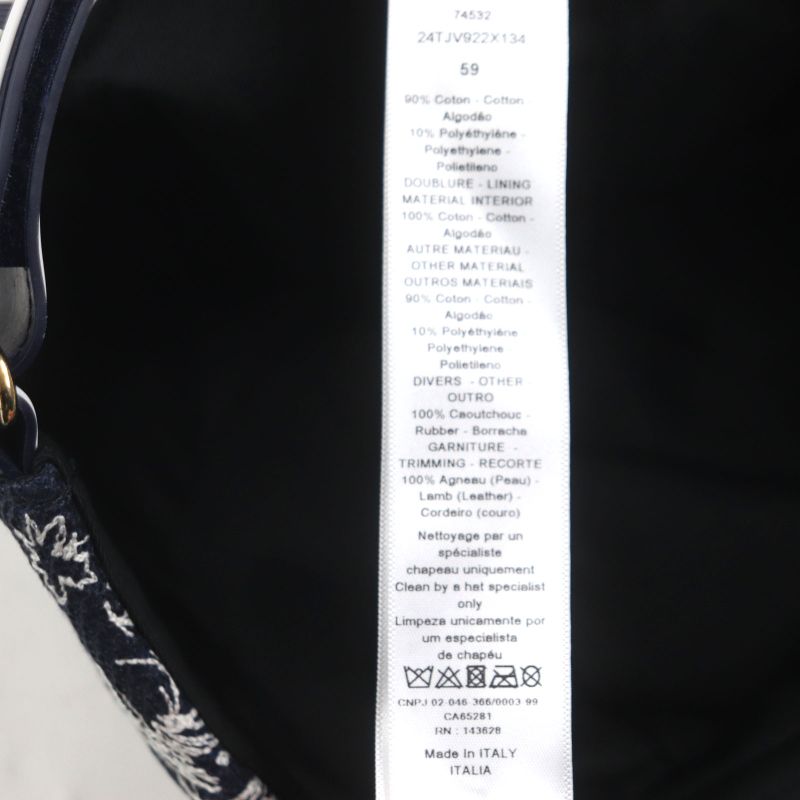 74532
24TJV922X134
59
90% Coton - Cotton -
Algodão
10% Polyéthylène -
Polyethylene -
Polietileno
DOUBLURE - LINING
MATERIAL INTERIOR
100% Coton - Cotton -
Algodão
AUTRE MATERIAU -
OTHER MATERIAL
OUTROS MATERIAIS
90% Coton - Cotton -
Algodão
10% Polyéthylène
Polyethylene
Polietileno
DIVERS - OTHER -
OUTRO
100% Caoutchouc -
Rubber - Borracha
GARNITURE -
TRIMMING - RECORTE
100% Agneau (Peau) -
Lamb (Leather) -
Cordeiro (couro)
Nettoyage par un
spécialiste
chapeau uniquement
Clean by a hat specialist
only
Limpeza unicamente por
um especialista
de chapéu
CNPJ 02-046-366/0003-99
CA65281
RN : 143628
Made in ITALY
ITALIA